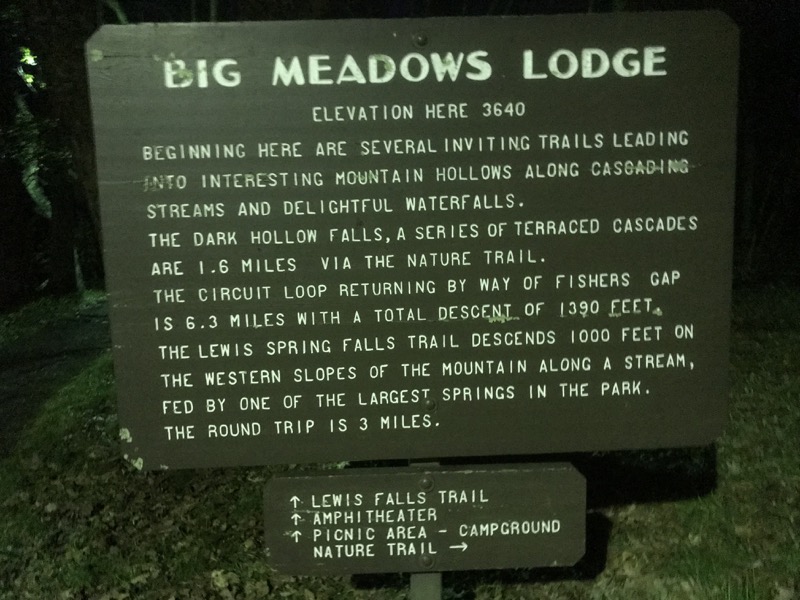 BIG MEADOWS LODGE
ELEVATION HERE 3640
BEGINNING HERE ARE SEVERAL INVITING TRAILS LEADING
INTO INTERESTING MOUNTAIN HOLLOWS ALONG CASCADING
STREAMS AND DELIGHTFUL WATERFALLS.
THE DARK HOLLOW FALLS, A SERIES OF TERRACED CASCADES
ARE 1.6 MILES VIA THE NATURE TRAIL.
THE CIRCUIT LOOP RETURNING BY WAY OF FISHERS GAP
IS 6.3 MILES WITH A TOTAL DESCENT OF 1390 FEET.
THE LEWIS SPRING FALLS TRAIL DESCENDS 1000 FEET ON
THE WESTERN SLOPES OF THE MOUNTAIN ALONG A STREAM,
FED BY ONE OF THE LARGEST SPRINGS IN THE PARK.
THE ROUND TRIP IS 3 MILES.
↑ LEWIS FALLS TRAIL
↑ AMPHITHEATER
↑ PICNIC AREA - CAMPGROUND
NATURE TRAIL →